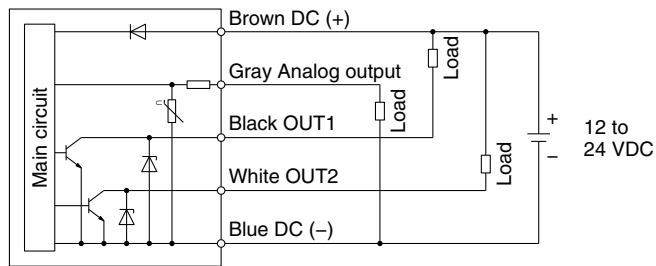 Brown DC (+)
Gray Analog output
Black OUT1
White OUT2
Blue DC (−)
Main circuit
Load
Load
Load
+
−
12 to
24 VDC